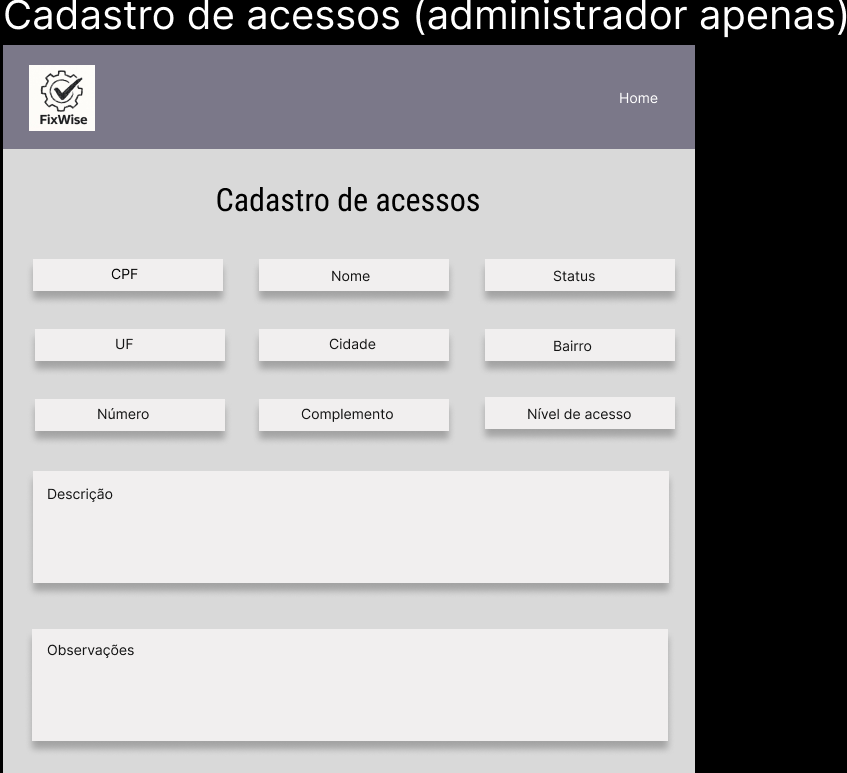 Cadastro de acessos (administrador apenas)
FixWise
Home
Cadastro de acessos
CPF
Nome
Status
UF
Cidade
Bairro
Número
Complemento
Nível de acesso
Descrição
Observações